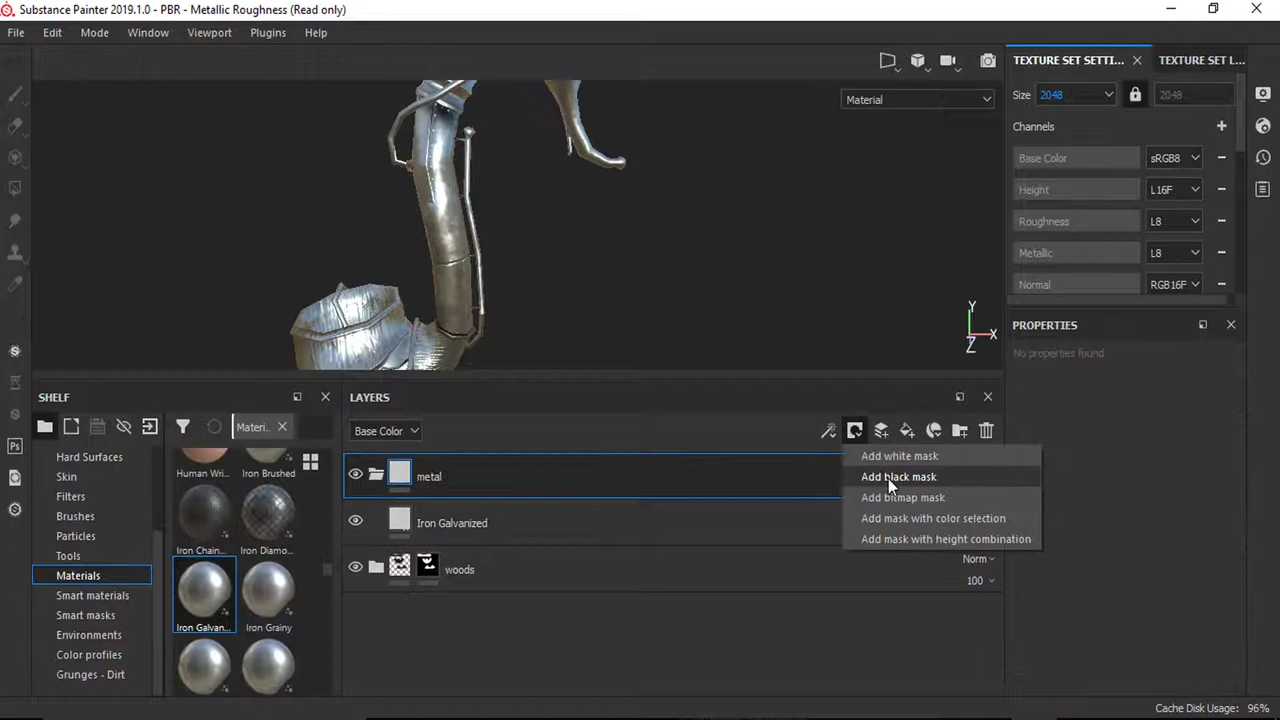 Substance Painter 2019.1.0 - PBR - Metallic Roughness (Read only)
File Edit Mode Window Viewport Plugins Help
Material
TEXTURE SET SETTI...
TEXTURE SET L...
Size 2048 2048
Channels
Base Color sRGB8
Height L16F
Roughness L8
Metallic L8
Normal RGB16F
Y
X
Z
PROPERTIES
No properties found
SHELF
Materi...
Hard Surfaces
Skin
Filters
Brushes
Particles
Tools
Materials
Smart materials
Smart masks
Environments
Color profiles
Grunges - Dirt
Human Wri...
Iron Brushed
Iron Chain...
Iron Diamo...
Iron Galvan...
Iron Grainy
LAYERS
Base Color
Add white mask
Add black mask
Add bitmap mask
Add mask with color selection
Add mask with height combination
metal
Iron Galvanized
woods
Norm
100
Ps
Cache Disk Usage: 96%